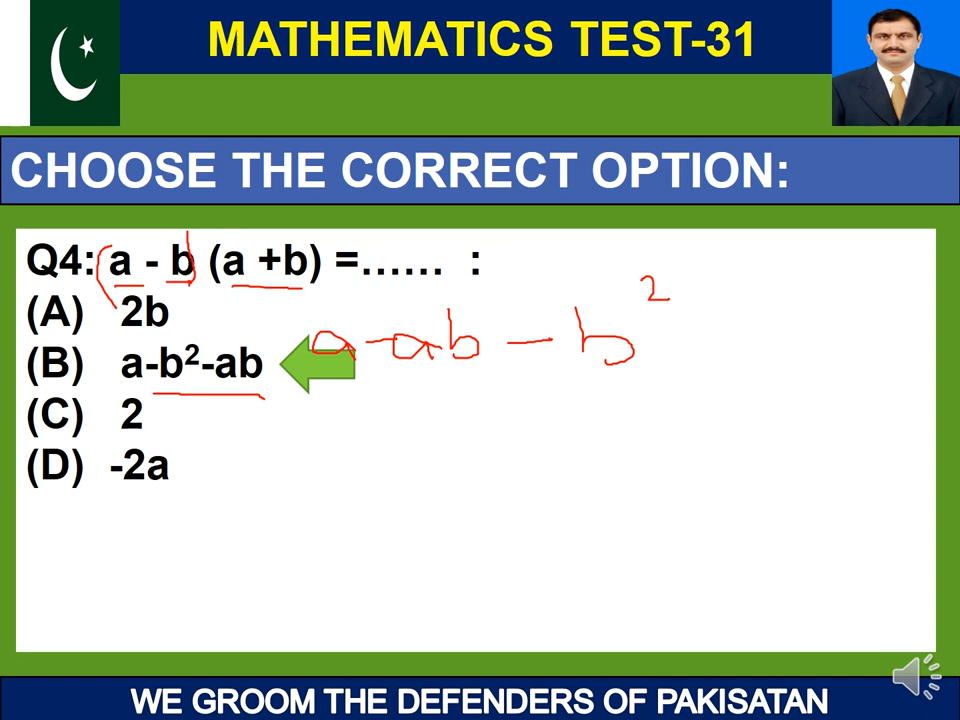 MATHEMATICS TEST-31
CHOOSE THE CORRECT OPTION:
Q4: a - b (a +b) =...... :
(A) 2b
(B) a-b²-ab
a-ab-b²
(C) 2
(D) -2a
WE GROOM THE DEFENDERS OF PAKISATAN